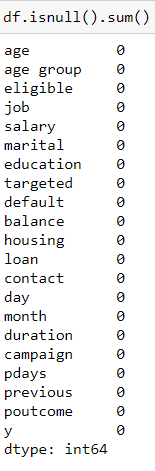 df.isnull().sum()
age 0
age group 0
eligible 0
job 0
salary 0
marital 0
education 0
targeted 0
default 0
balance 0
housing 0
loan 0
contact 0
day 0
month 0
duration 0
campaign 0
pdays 0
previous 0
poutcome 0
y 0
dtype: int64